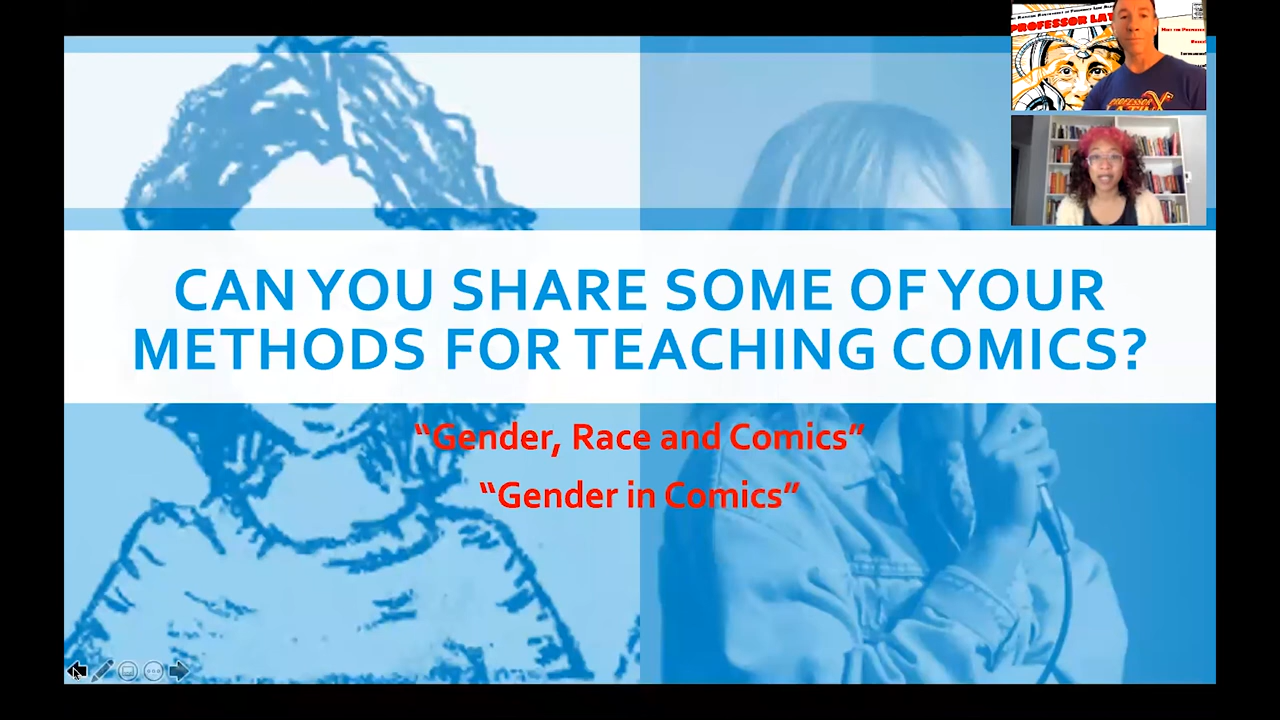 PROFESSOR LAT
PROFESSOR
CAN YOU SHARE SOME OF YOUR
METHODS FOR TEACHING COMICS?
“Gender, Race and Comics”
“Gender in Comics”